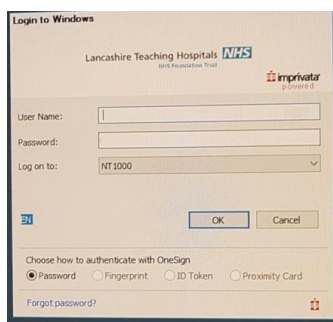 Login to Windows
Lancashire Teaching Hospitals NHS
NHS Foundation Trust
imprivata
powered
User Name:
Password:
Log on to: NT1000
EN OK Cancel
Choose how to authenticate with OneSign
Password Fingerprint ID Token Proximity Card
Forgot password?